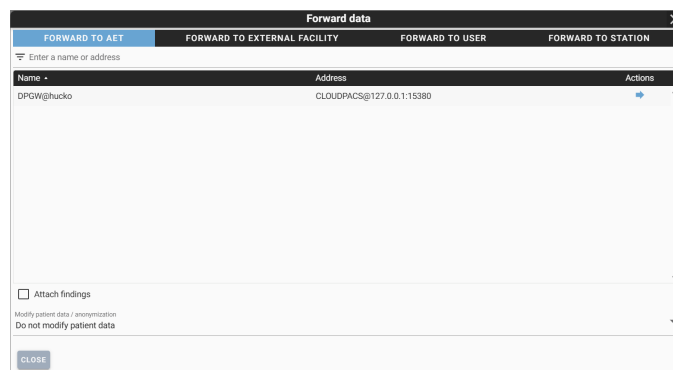 Forward data
FORWARD TO AET FORWARD TO EXTERNAL FACILITY FORWARD TO USER FORWARD TO STATION
Enter a name or address
Name Address Actions
DPGW@hucko CLOUDPACS@127.0.0.1:15380
Attach findings
Modify patient data / anonymization
Do not modify patient data
CLOSE